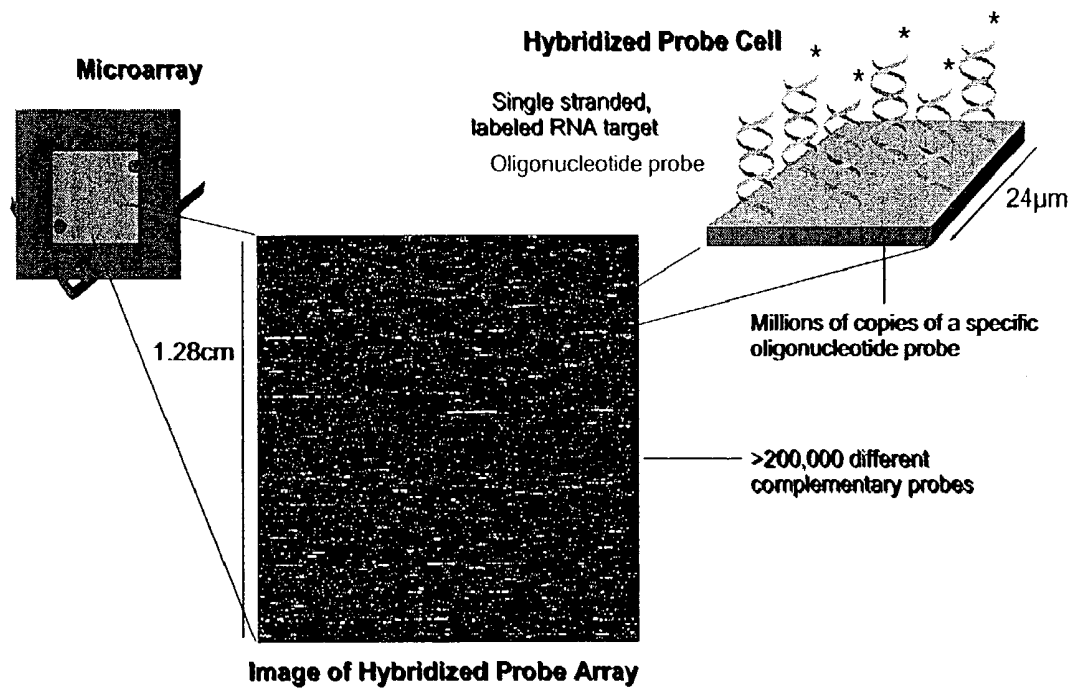 Microarray
Hybridized Probe Cell
Single stranded,
labeled RNA target
Oligonucleotide probe
* * * * *
24µm
1.28cm
Millions of copies of a specific
oligonucleotide probe
>200,000 different
complementary probes
Image of Hybridized Probe Array